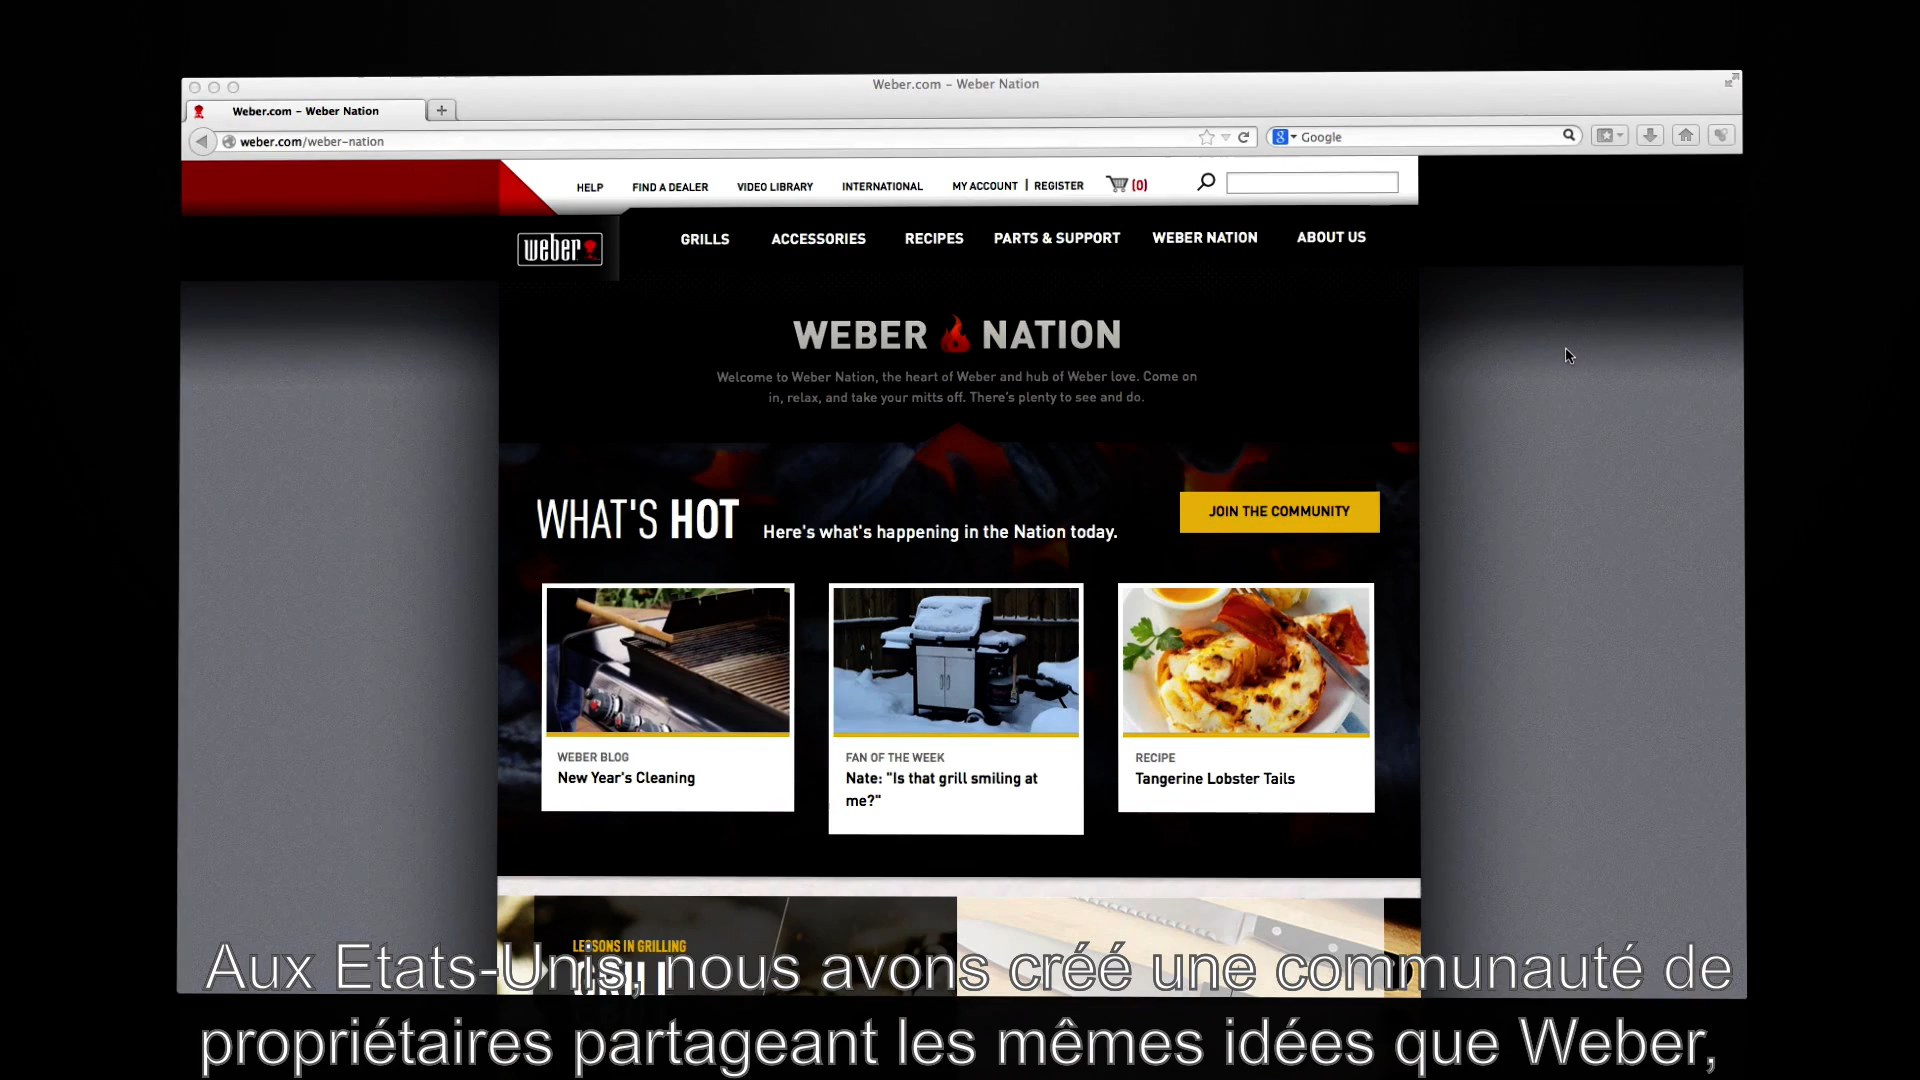 Weber.com – Weber Nation
Weber.com – Weber Nation
weber.com/weber-nation
Google
HELP
FIND A DEALER
VIDEO LIBRARY
INTERNATIONAL
MY ACCOUNT | REGISTER
(0)
weber
GRILLS
ACCESSORIES
RECIPES
PARTS & SUPPORT
WEBER NATION
ABOUT US
WEBER NATION
Welcome to Weber Nation, the heart of Weber and hub of Weber love. Come on
in, relax, and take your mitts off. There's plenty to see and do.
WHAT'S HOT
Here's what's happening in the Nation today.
JOIN THE COMMUNITY
WEBER BLOG
New Year's Cleaning
FAN OF THE WEEK
Nate: "Is that grill smiling at
me?"
RECIPE
Tangerine Lobster Tails
LESSONS IN GRILLING
Aux Etats-Unis, nous avons créé une communauté de
propriétaires partageant les mêmes idées que Weber,